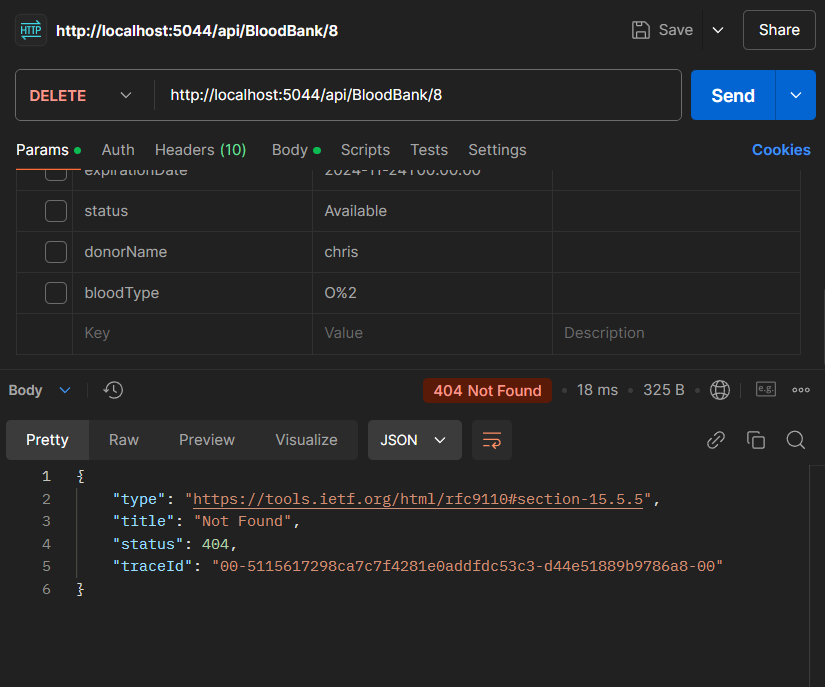 HTTP http://localhost:5044/api/BloodBank/8 Save Share
DELETE http://localhost:5044/api/BloodBank/8 Send
Params Auth Headers (10) Body Scripts Tests Settings Cookies
expirationDate 2024-11-24T00:00:00
status Available
donorName chris
bloodType O%2
Key Value Description
Body 404 Not Found 18 ms 325 B e.g.
Pretty Raw Preview Visualize JSON
1 {
2 "type": "https://tools.ietf.org/html/rfc9110#section-15.5.5",
3 "title": "Not Found",
4 "status": 404,
5 "traceId": "00-5115617298ca7c7f4281e0addfdc53c3-d44e51889b9786a8-00"
6 }